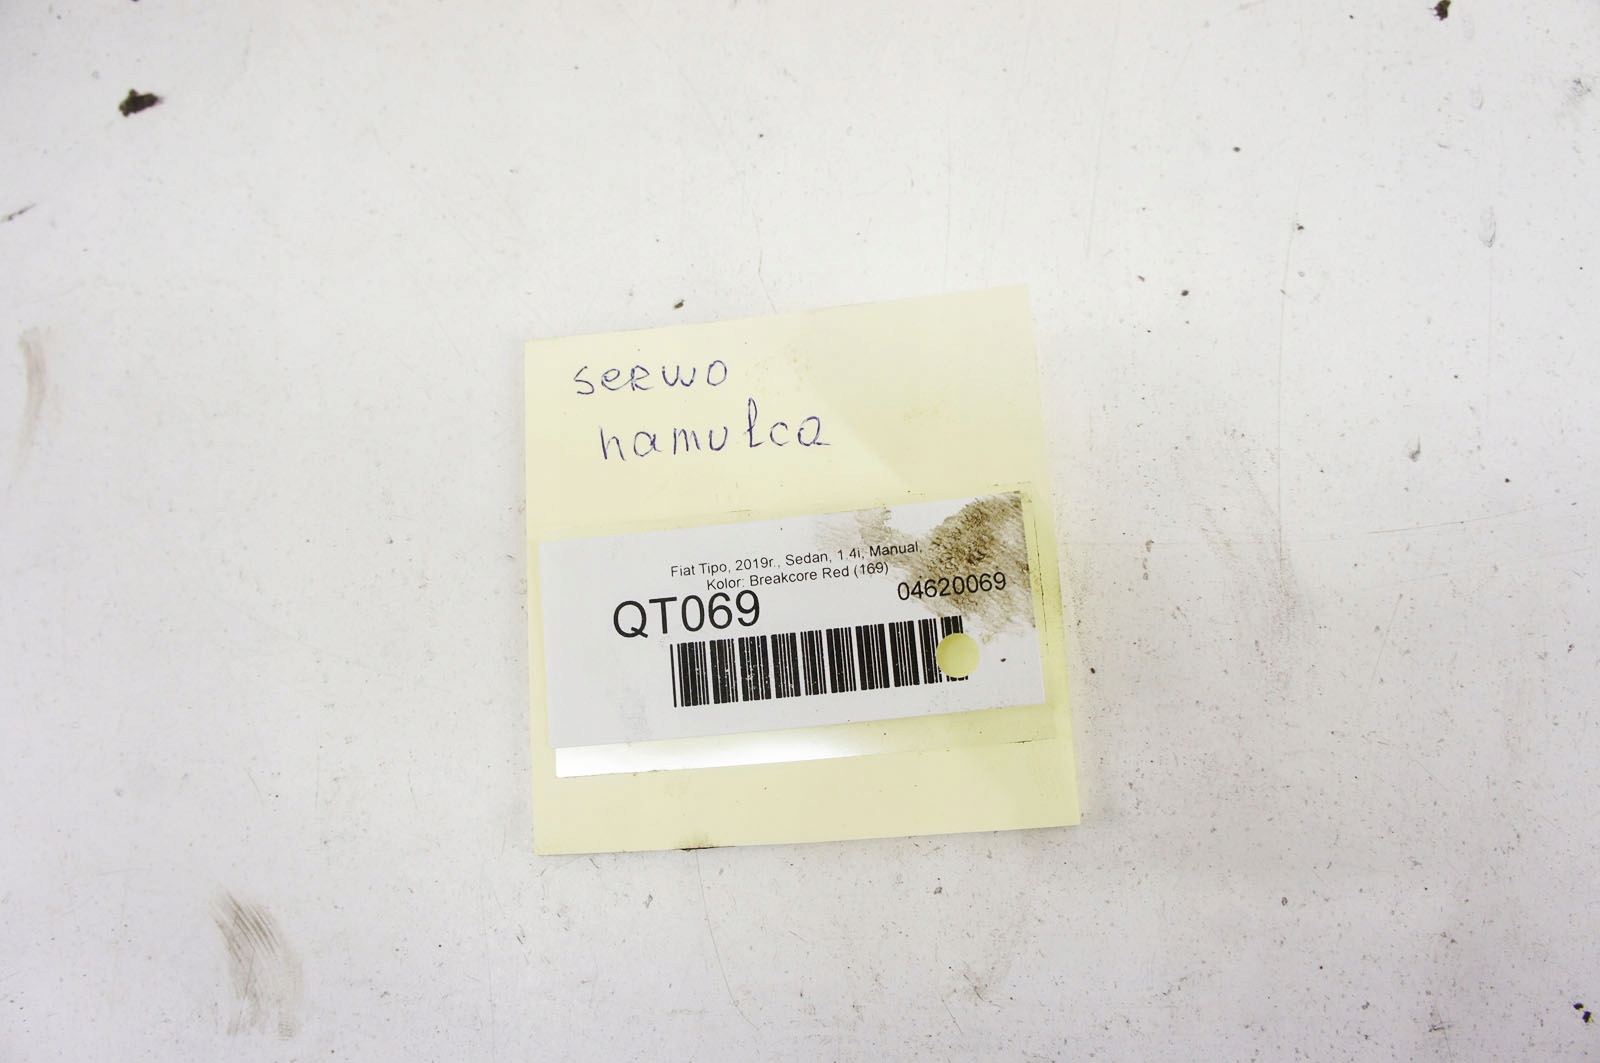 serwo
hamulca
Fiat Tipo, 2019r., Sedan, 1.4i, Manual,
Kolor: Breakcore Red (169)
QT069
04620069